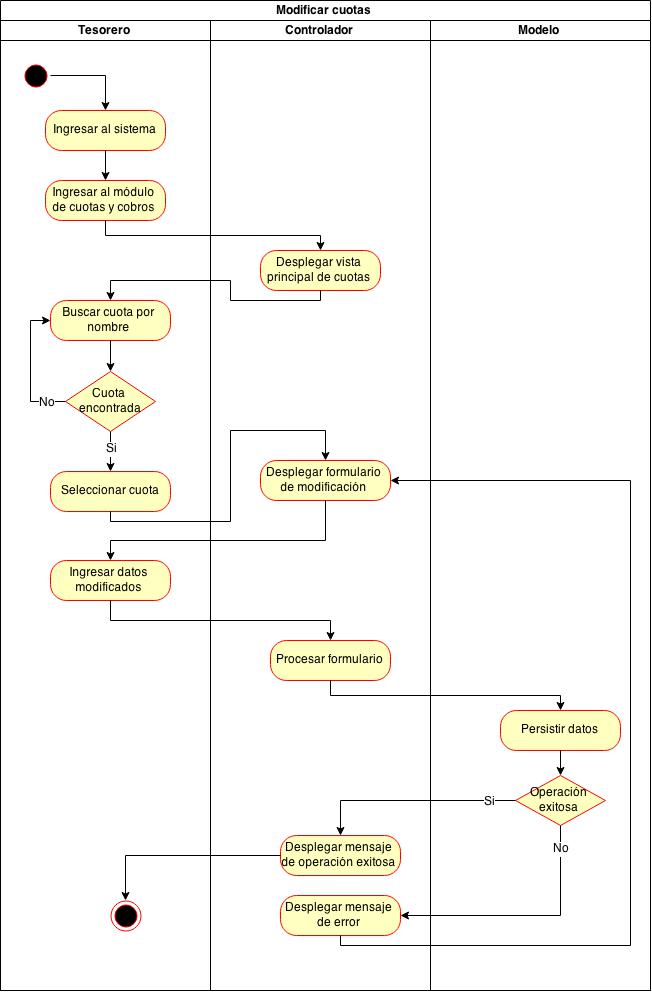 Modificar cuotas
Tesorero
Controlador
Modelo
Ingresar al sistema
Ingresar al módulo
de cuotas y cobros
Desplegar vista
principal de cuotas
Buscar cuota por
nombre
Cuota
encontrada
No
Si
Seleccionar cuota
Desplegar formulario
de modificación
Ingresar datos
modificados
Procesar formulario
Persistir datos
Operación
exitosa
Si
No
Desplegar mensaje
de operación exitosa
Desplegar mensaje
de error